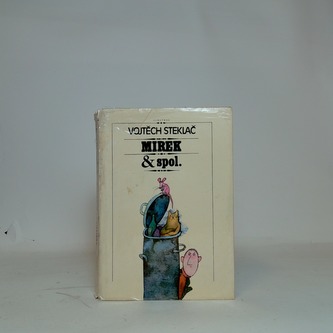 VOJTĚCH STEKLAČ
MIREK
& spol.